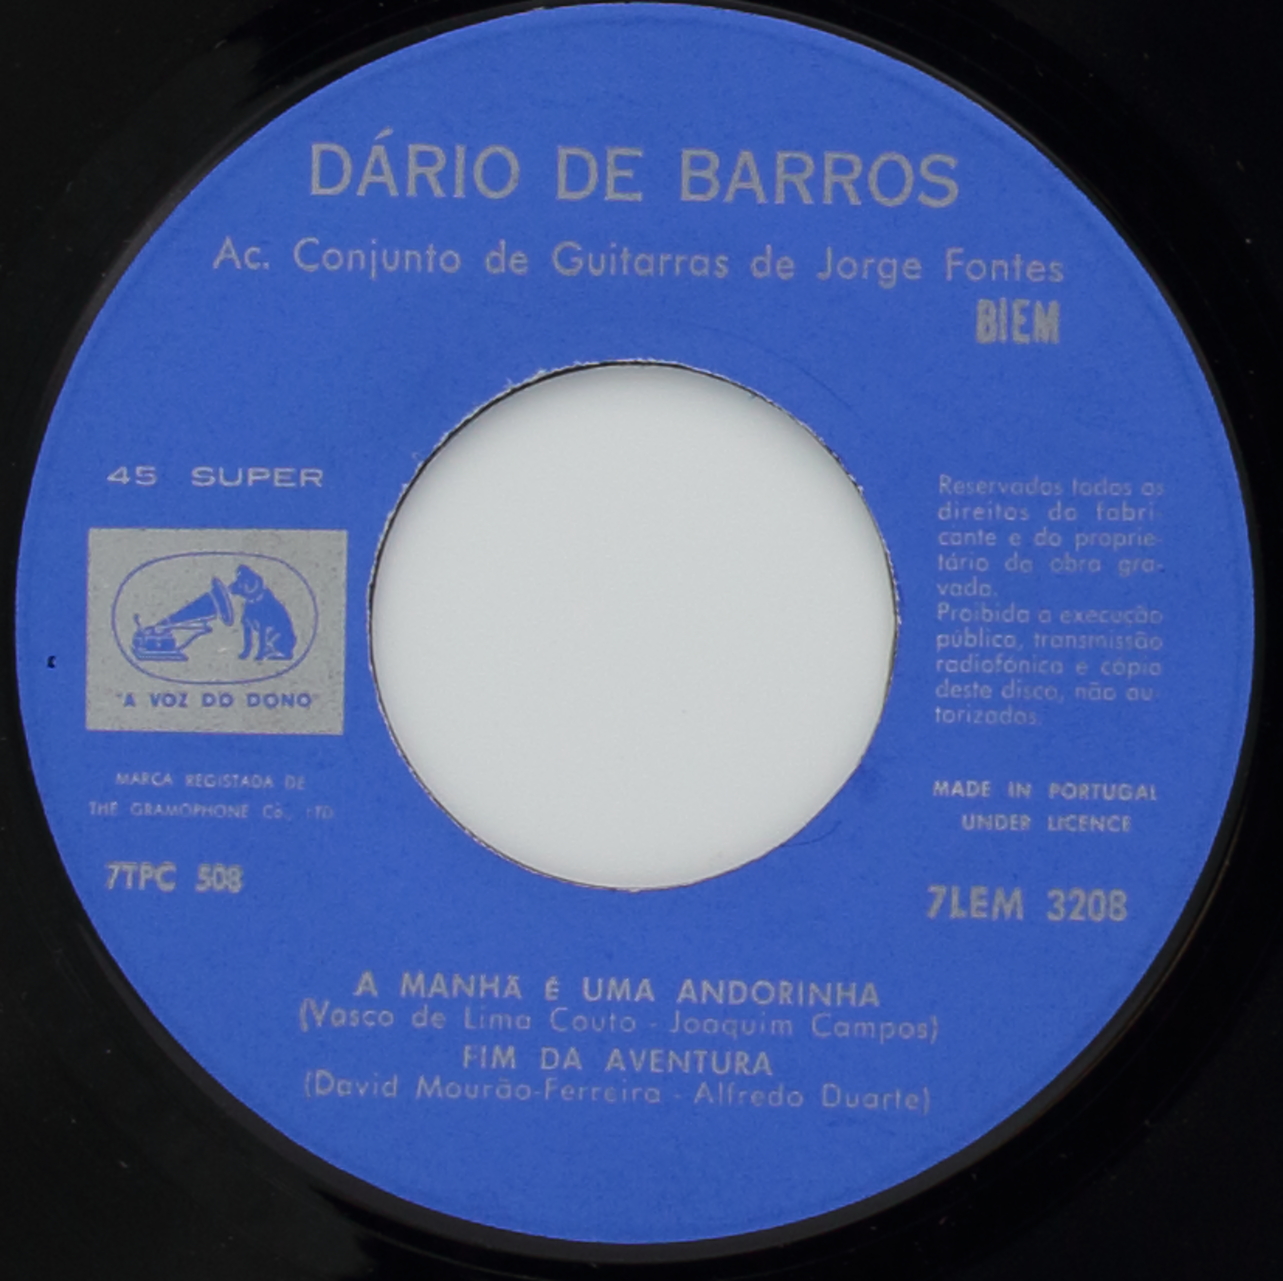 DÁRIO DE BARROS
Ac. Conjunto de Guitarras de Jorge Fontes
BIEM
45 SUPER
"A VOZ DO DONO"
MARCA REGISTADA DE
THE GRAMOPHONE Co., LTD.
7TPC 508
Reservados todos os
direitos do fabri-
cante e do proprie-
tário da obra gra-
vada.
Proibida a execução
pública, transmissão
radiofónica e cópia
deste disco, não au-
torizadas.
MADE IN PORTUGAL
UNDER LICENCE
7LEM 3208
A MANHÃ É UMA ANDORINHA
(Vasco de Lima Couto - Joaquim Campos)
FIM DA AVENTURA
(David Mourão-Ferreira - Alfredo Duarte)